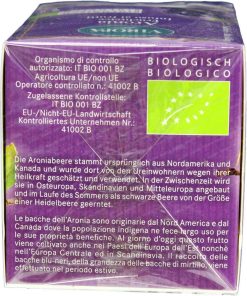 Organismo di controllo
autorizzato: IT BIO 001 BZ
Agricoltura UE/non UE
Operatore controllato n.: 41002 B
Zugelassene Kontrollstelle:
IT BIO 001 BZ
EU-/Nicht-EU-Landwirtschaft
Kontrolliertes Unternehmen Nr.:
41002 B
BIOLOGISCH
BIOLOGICO
Die Aroniabeere stammt ursprünglich aus Nordamerika und
Kanada und wurde dort von den Ureinwohnern wegen ihrer
Heilkraft geschätzt und verwendet. In der Zwischenzeit wird
sie in Osteuropa, Skandinavien und Mitteleuropa angebaut
und im Laufe des Sommers als schwarze Beere von der Größe
einer Heidelbeere geerntet.
Le bacche dell'Aronia sono originarie dal Nord America e dal
Canada dove la popolazione indigena ne fece largo uso per
le sue proprietà benefiche. Al giorno d'oggi questo frutto
viene coltivato anche nei Paesi dell'Europa dell'Est nonché
nell'Europa Centrale ed in Scandinavia. Il raccolto delle
bacche blu-neri, della grandezza delle bacche di mirtillo, viene
effettuato nel periodo estivo.